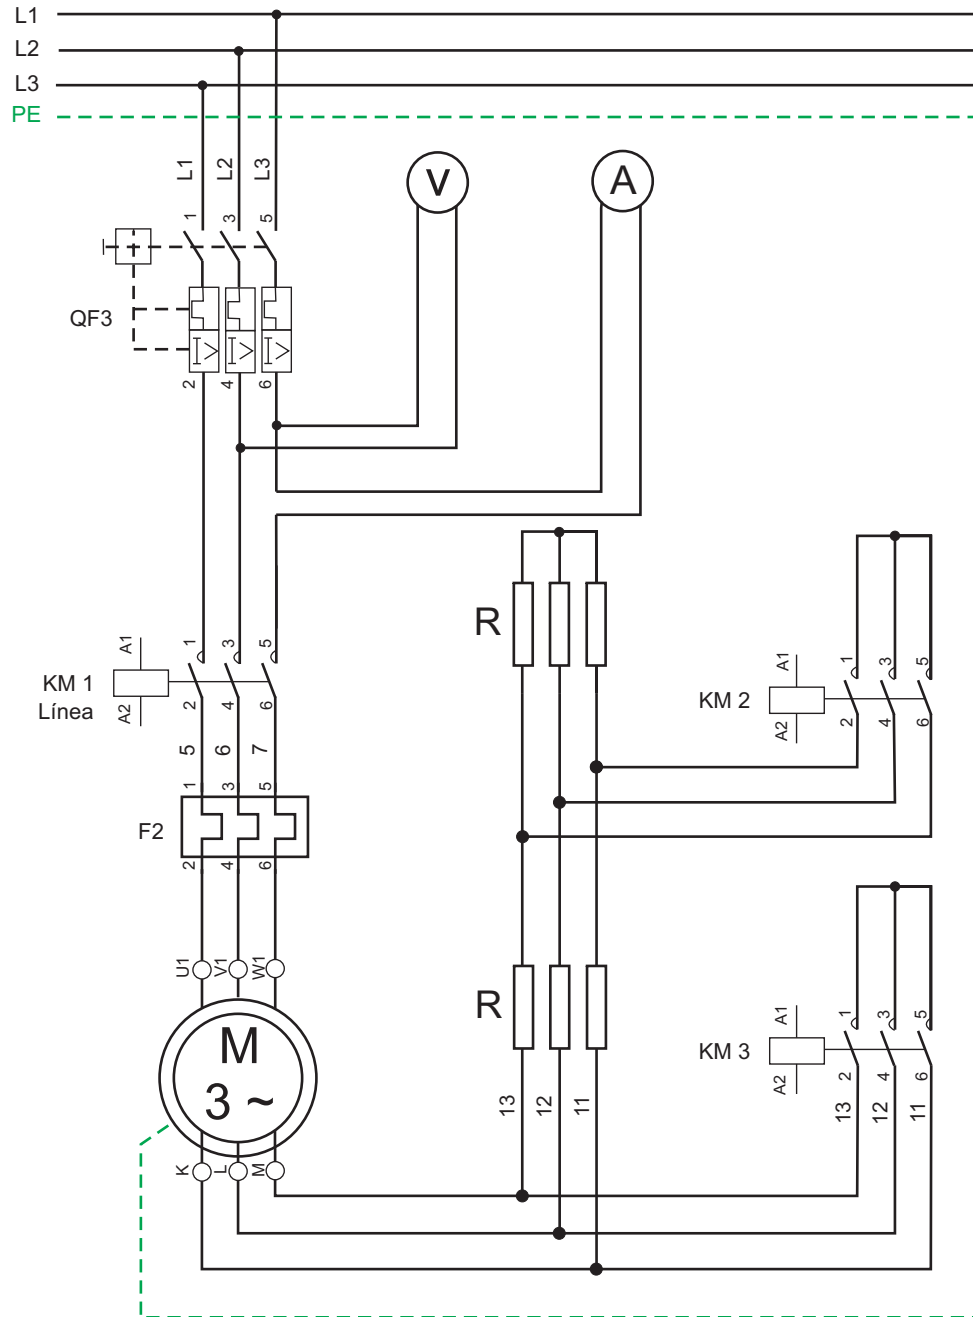 L1
L2
L3
PE
L1 L2 L3
V A
1 3 5
QF3
2 4 6
R
A1 1 3 5
KM 1
Línea
A2 2 4 6
5 6 7
A1 1 3 5
KM 2
A2 2 4 6
1 3 5
F2
2 4 6
U1 V1 W1
R
M
3 ~
A1 1 3 5
KM 3
A2 2 4 6
13 12 11
13 12 11
K L M